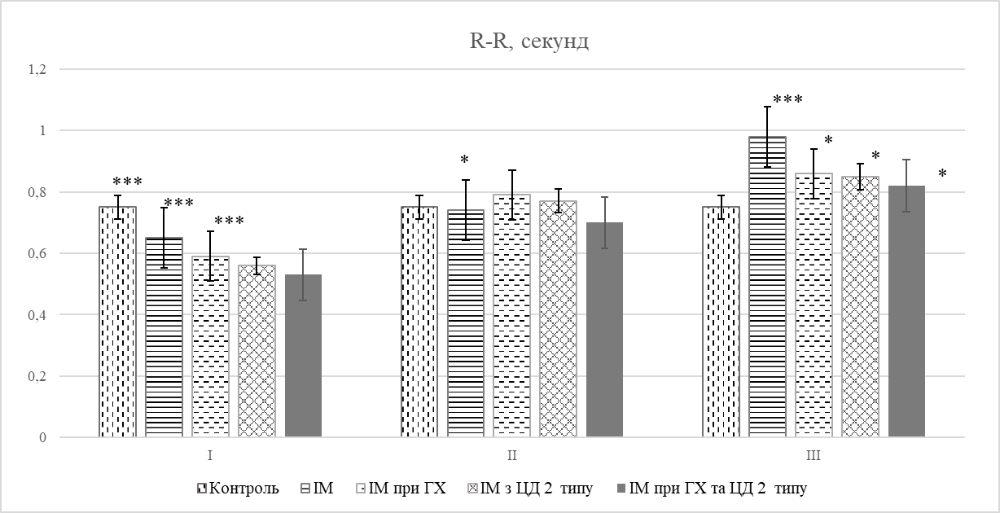 R-R, секунд
1,2
1
0,8
0,6
0,4
0,2
0
***
***
***
*
***
*
*
*
I
II
III
Контроль
ІМ
ІМ при ГХ
ІМ з ЦД 2 типу
ІМ при ГХ та ЦД 2 типу